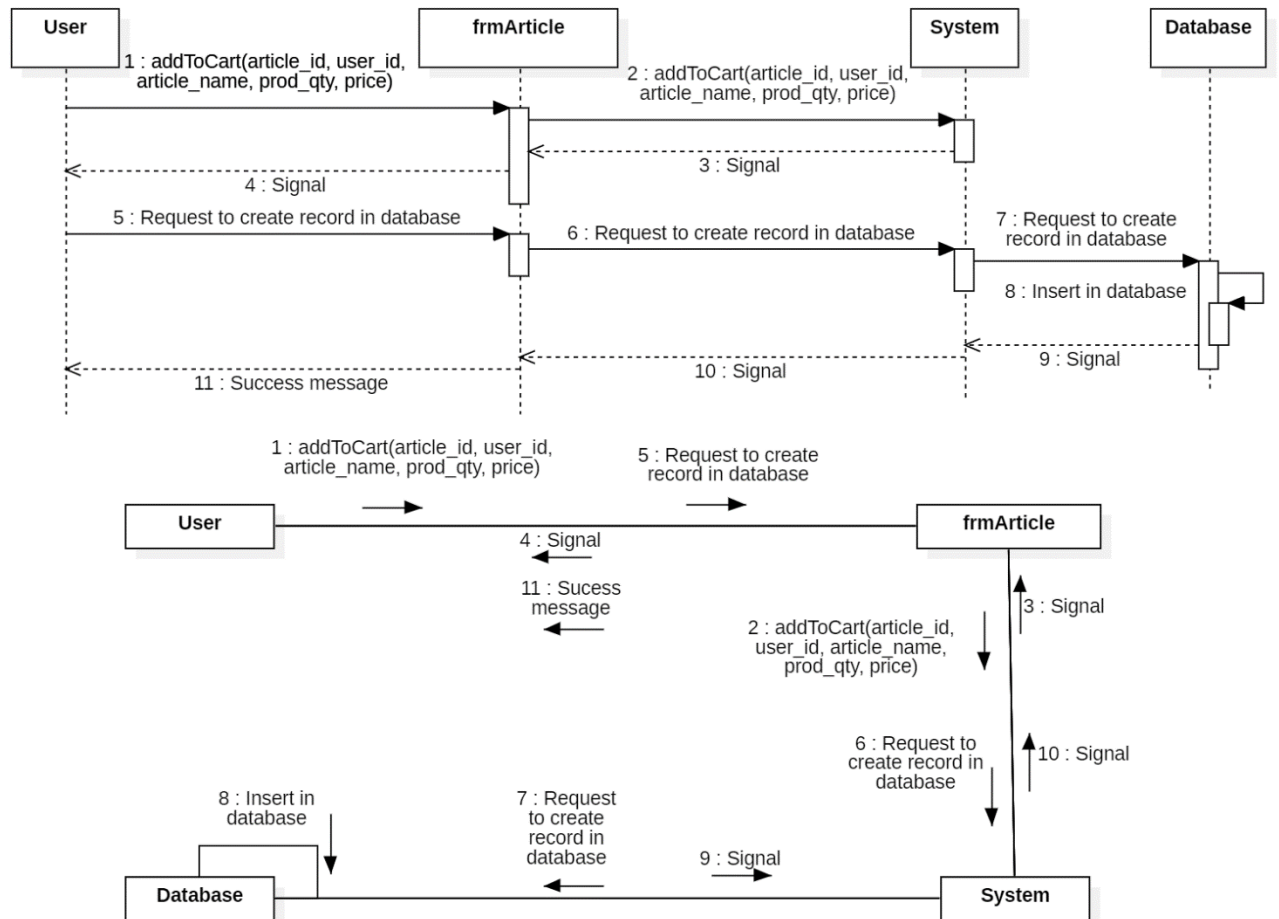 User
frmArticle
System
Database
1 : addToCart(article_id, user_id,
article_name, prod_qty, price)
2 : addToCart(article_id, user_id,
article_name, prod_qty, price)
3 : Signal
4 : Signal
5 : Request to create record in database
6 : Request to create record in database
7 : Request to create
record in database
8 : Insert in database
9 : Signal
10 : Signal
11 : Success message
1 : addToCart(article_id, user_id,
article_name, prod_qty, price)
5 : Request to create
record in database
User
frmArticle
4 : Signal
11 : Sucess
message
3 : Signal
2 : addToCart(article_id,
user_id, article_name,
prod_qty, price)
6 : Request to
create record in
database
10 : Signal
8 : Insert in
database
7 : Request
to create
record in
database
9 : Signal
Database
System